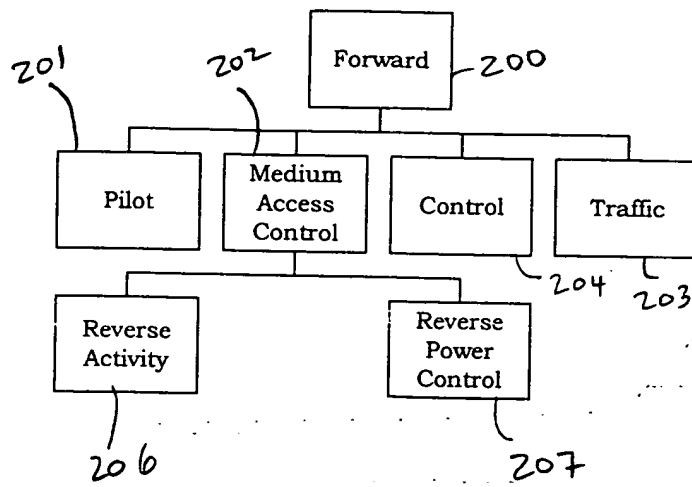 Forward
200
201
202
Pilot
Medium
Access
Control
Control
Traffic
204
203
Reverse
Activity
Reverse
Power
Control
206
207